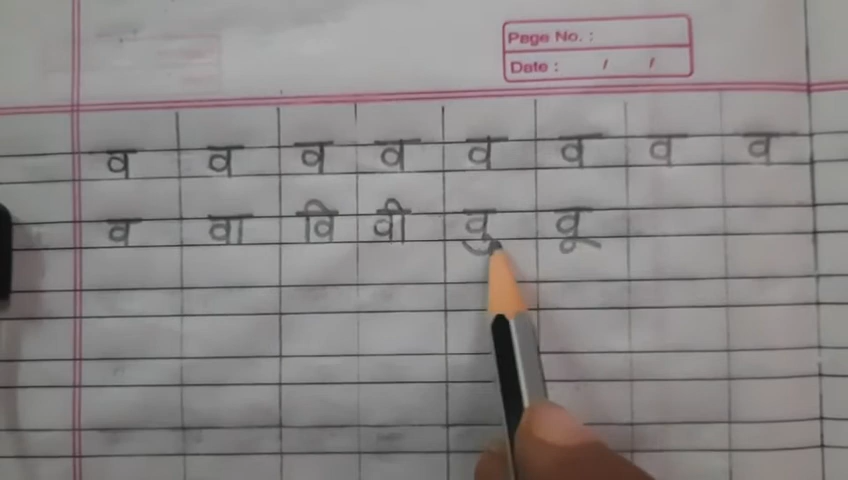 Page No. :
Date : / /
व व व व व व व व
व वा वि वी वु वू